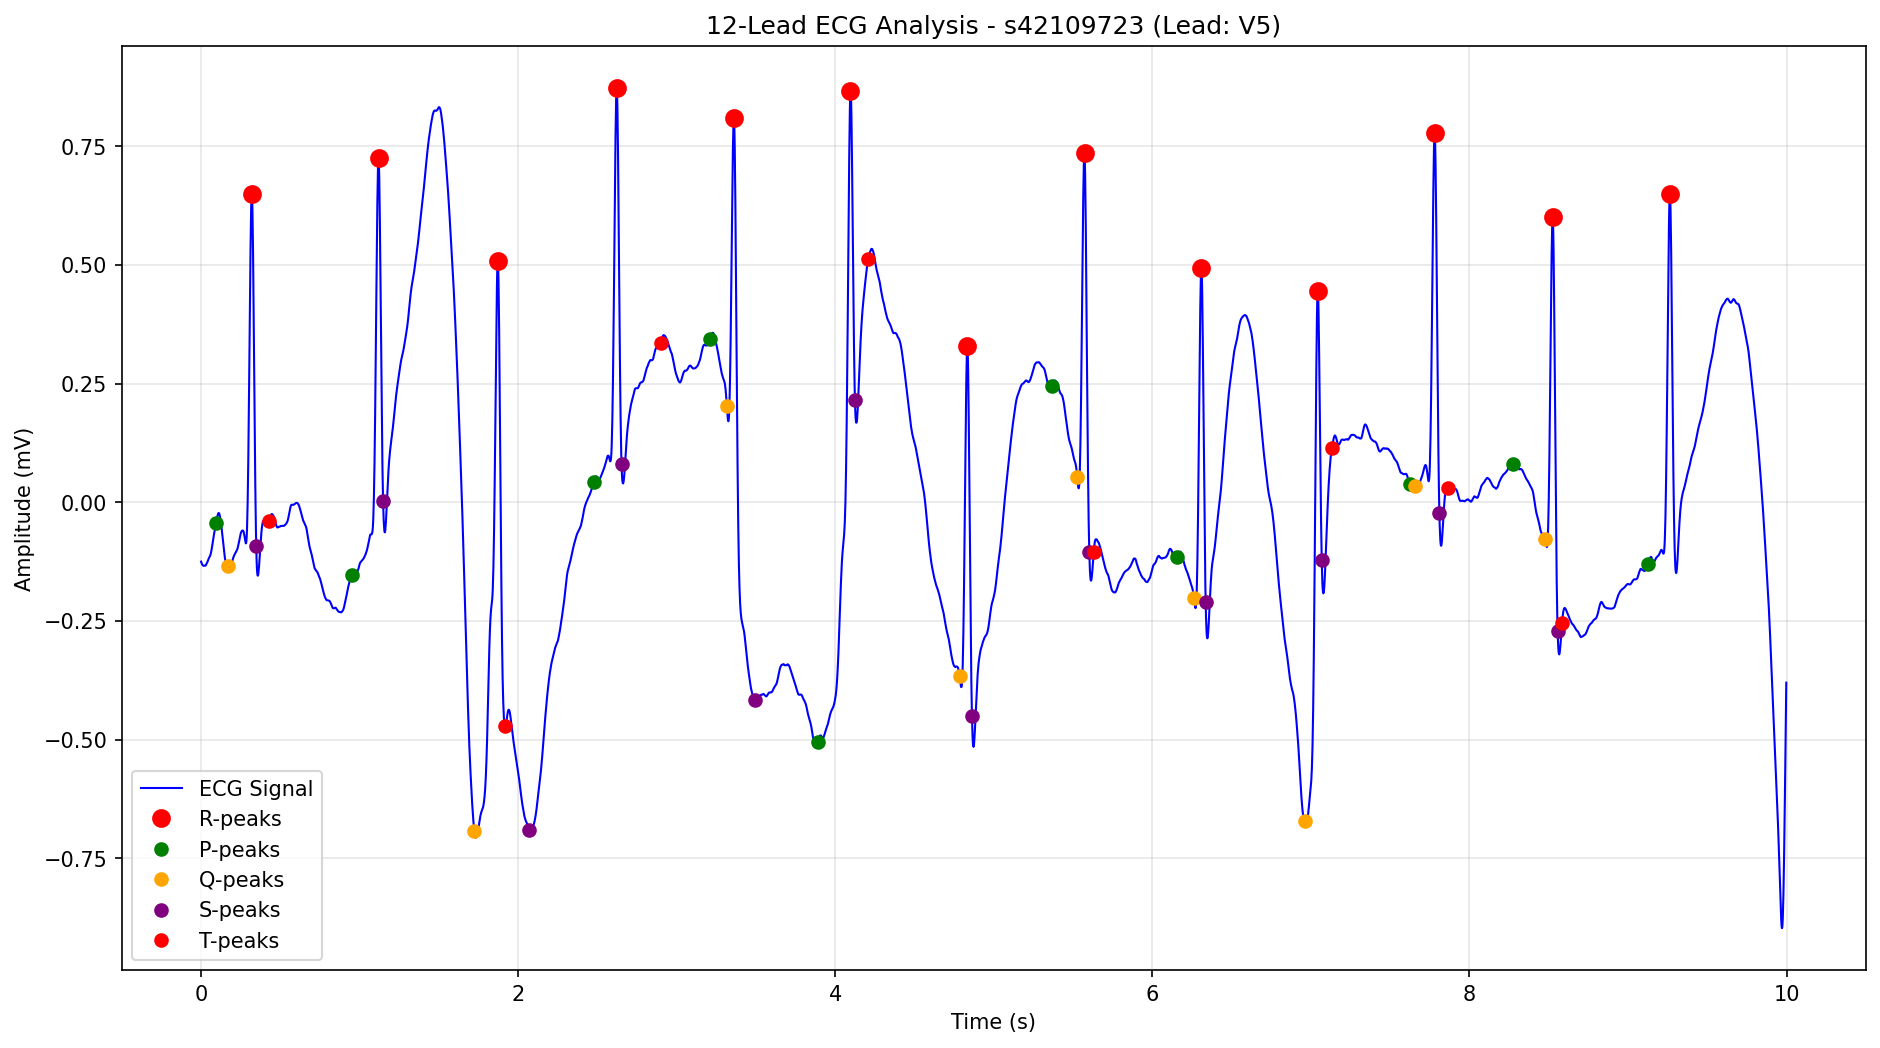 12-Lead ECG Analysis - s42109723 (Lead: V5)
Amplitude (mV)
0.75
0.50
0.25
0.00
−0.25
−0.50
−0.75
ECG Signal
R-peaks
P-peaks
Q-peaks
S-peaks
T-peaks
0 2 4 6 8 10
Time (s)